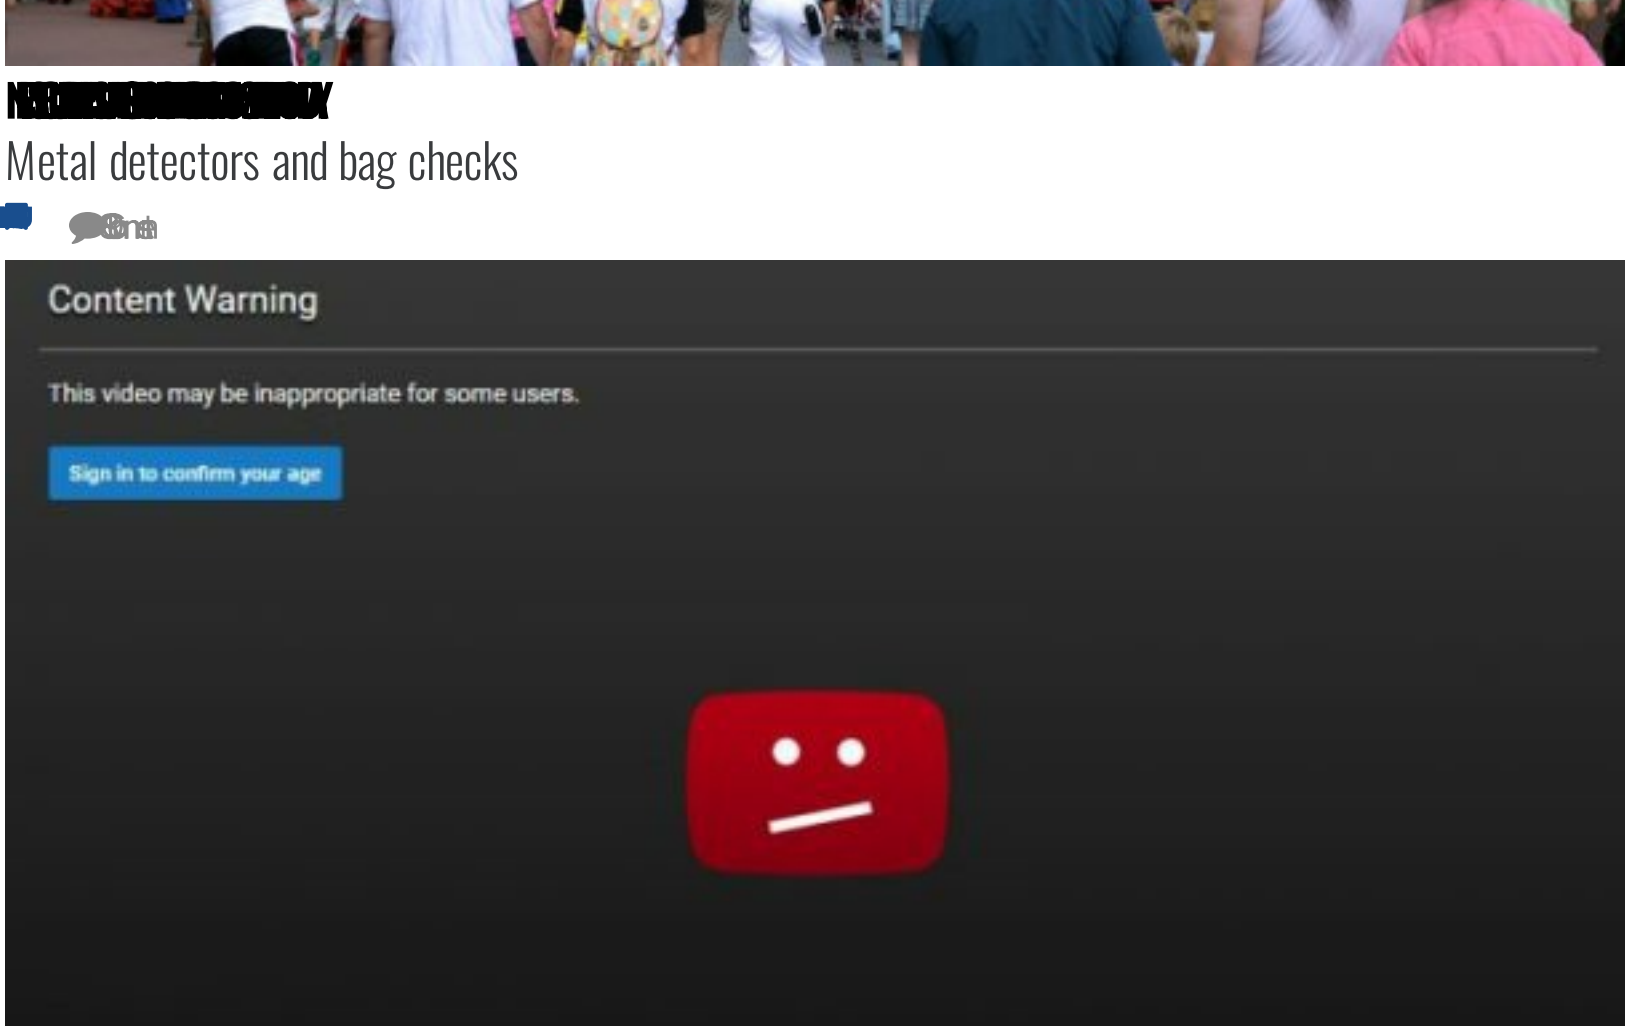 Metal detectors and bag checks
Content Warning
This video may be inappropriate for some users.
Sign in to confirm your age